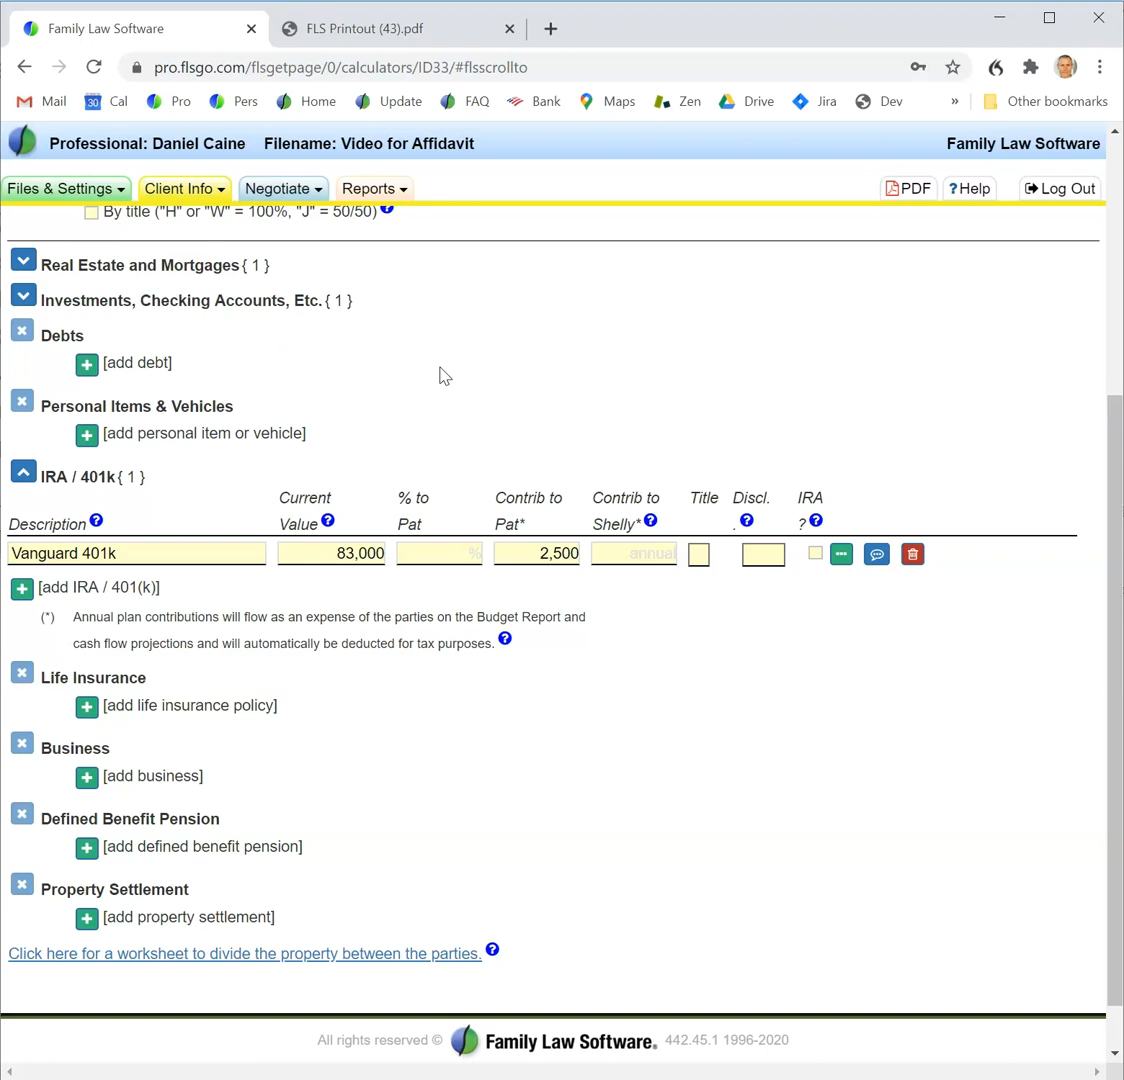 Family Law Software
FLS Printout (43).pdf
pro.flsgo.com/flsgetpage/0/calculators/ID33/#flsscrollto
Mail
30 Cal
Pro
Pers
Home
Update
FAQ
Bank
Maps
Zen
Drive
Jira
Dev
»
Other bookmarks
Professional: Daniel Caine Filename: Video for Affidavit Family Law Software
Files & Settings Client Info Negotiate Reports PDF ?Help Log Out
By title ("H" or "W" = 100%, "J" = 50/50) ?
Real Estate and Mortgages { 1 }
Investments, Checking Accounts, Etc. { 1 }
Debts
[add debt]
Personal Items & Vehicles
[add personal item or vehicle]
IRA / 401k { 1 }
Current % to Contrib to Contrib to Title Discl. IRA
Description ? Value ? Pat Pat* Shelly* ? . ? ? ?
Vanguard 401k 83,000 % 2,500 annual
[add IRA / 401(k)]
(*) Annual plan contributions will flow as an expense of the parties on the Budget Report and
cash flow projections and will automatically be deducted for tax purposes. ?
Life Insurance
[add life insurance policy]
Business
[add business]
Defined Benefit Pension
[add defined benefit pension]
Property Settlement
[add property settlement]
Click here for a worksheet to divide the property between the parties. ?
All rights reserved © Family Law Software. 442.45.1 1996-2020